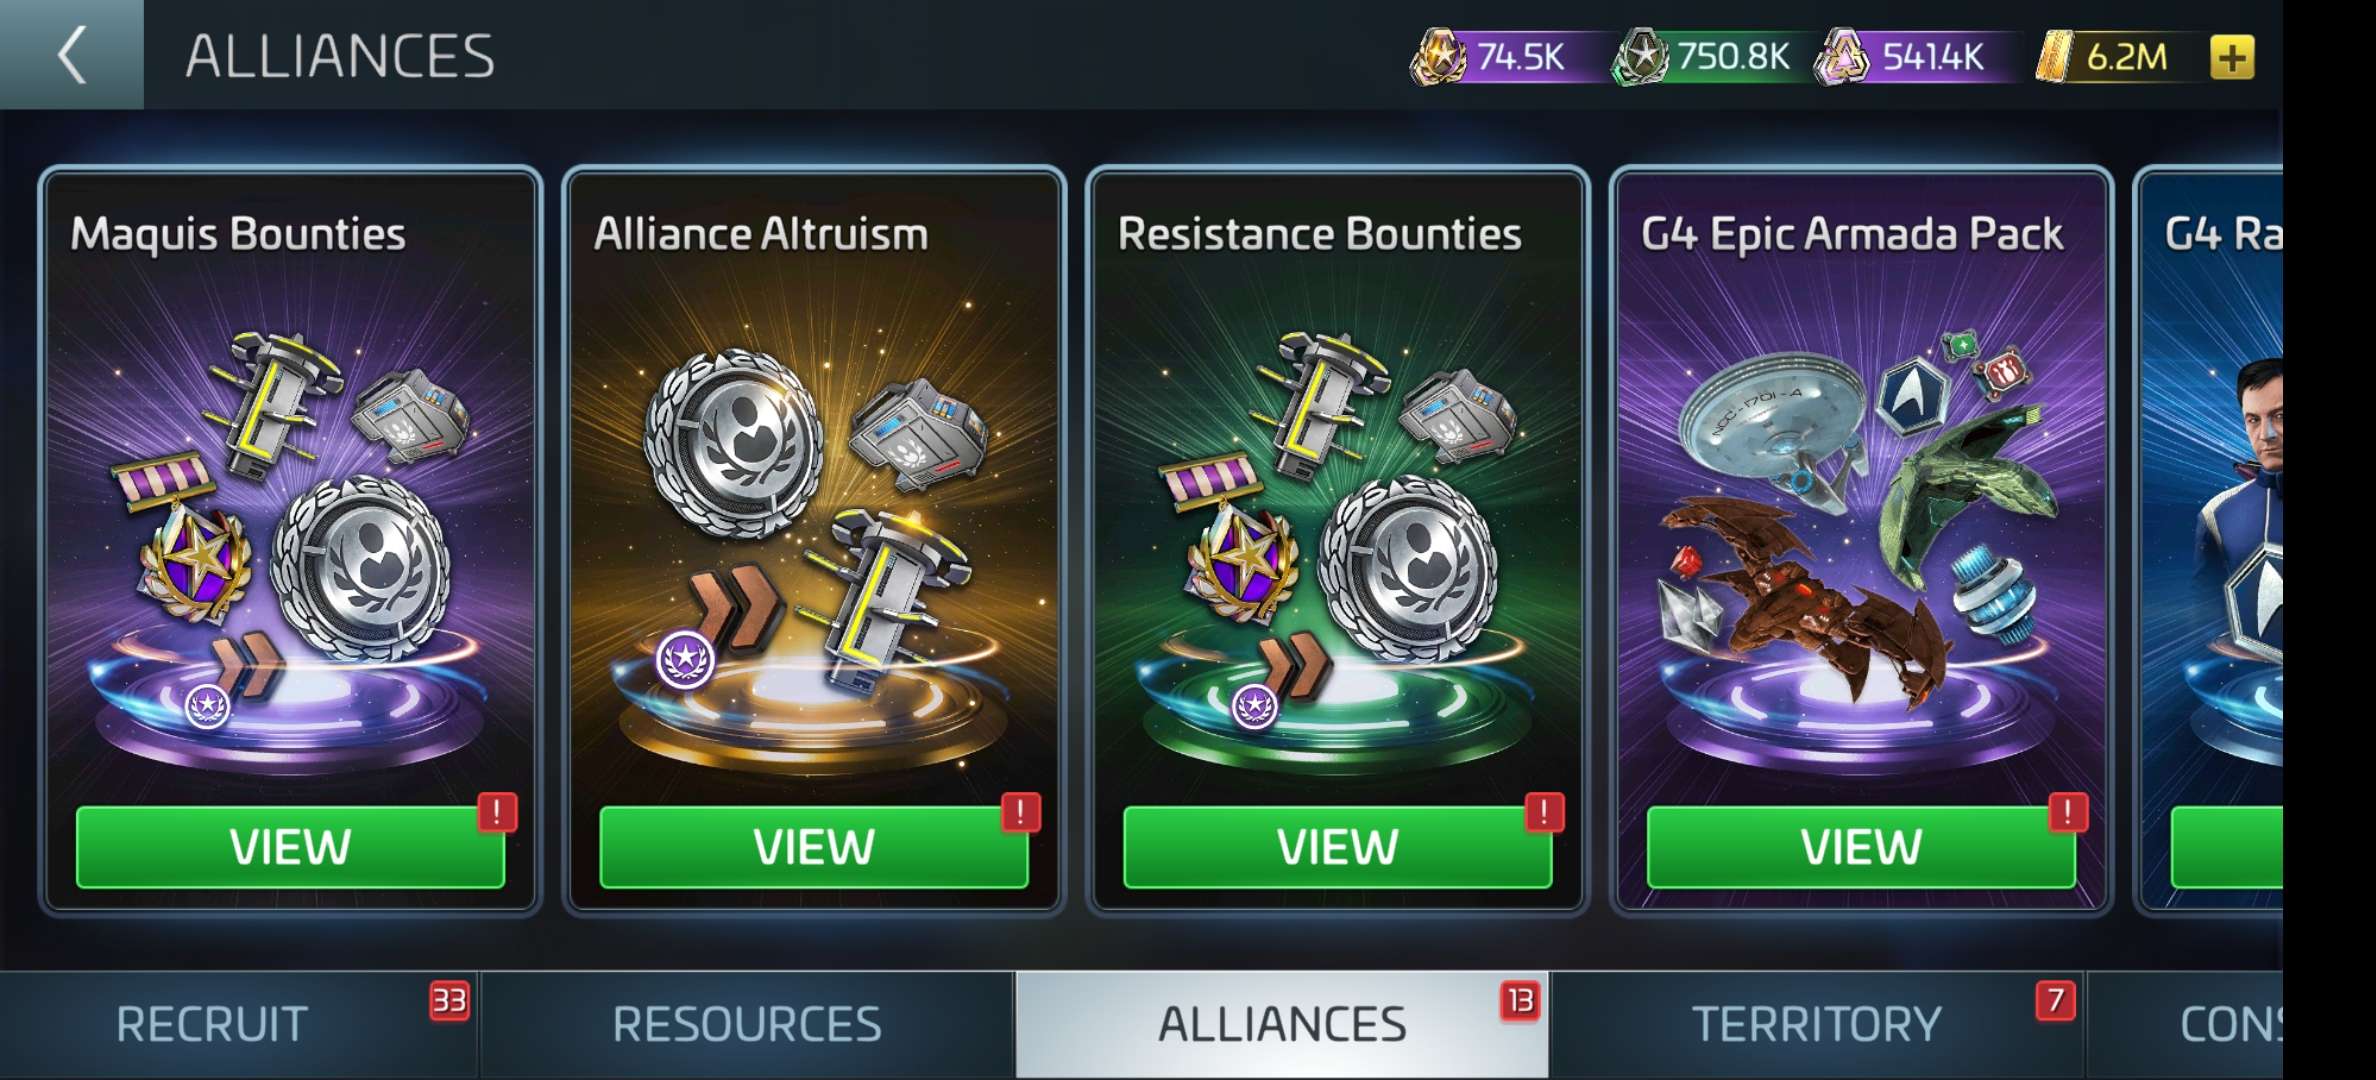 ALLIANCES
74.5K
750.8K
541.4K
6.2M
Maquis Bounties
Alliance Altruism
Resistance Bounties
G4 Epic Armada Pack
G4 Ra
NCC-1701-A
!
!
!
!
VIEW
VIEW
VIEW
VIEW
RECRUIT
33
RESOURCES
ALLIANCES
13
TERRITORY
7
CONS